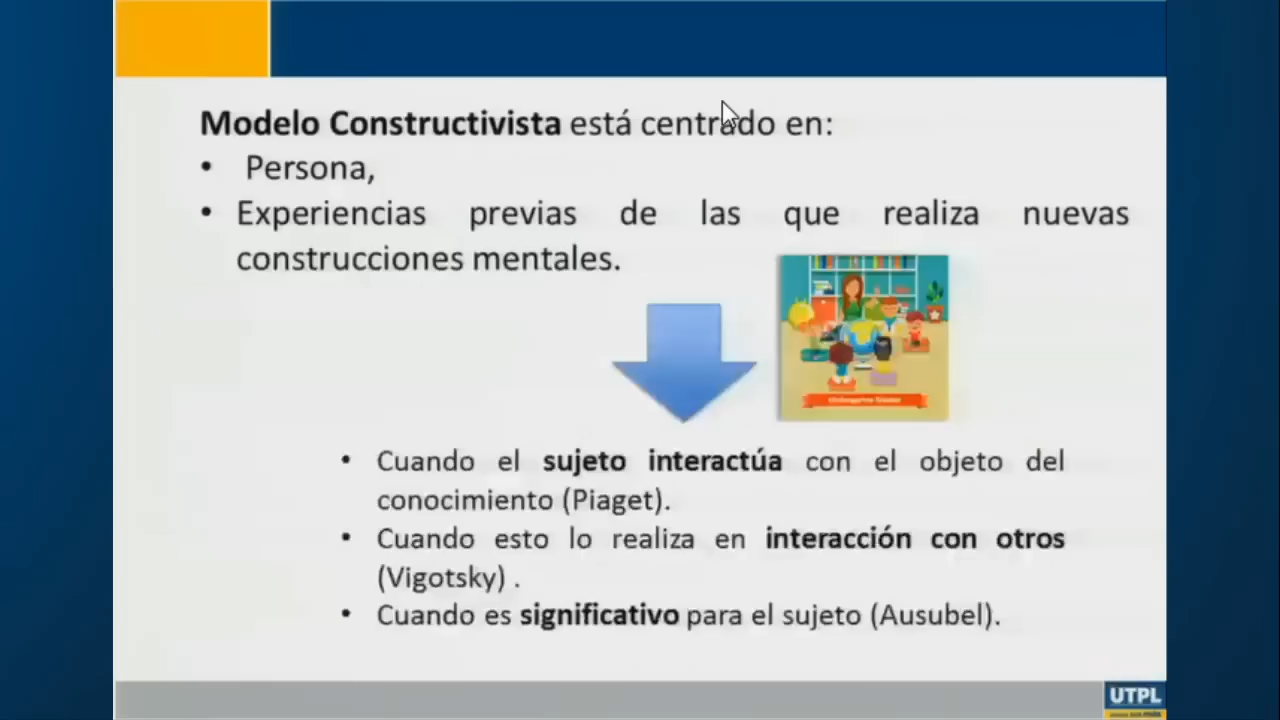 Modelo Constructivista está centrado en:
• Persona,
• Experiencias previas de las que realiza nuevas
construcciones mentales.
• Cuando el sujeto interactúa con el objeto del
conocimiento (Piaget).
• Cuando esto lo realiza en interacción con otros
(Vigotsky) .
• Cuando es significativo para el sujeto (Ausubel).
UTPL